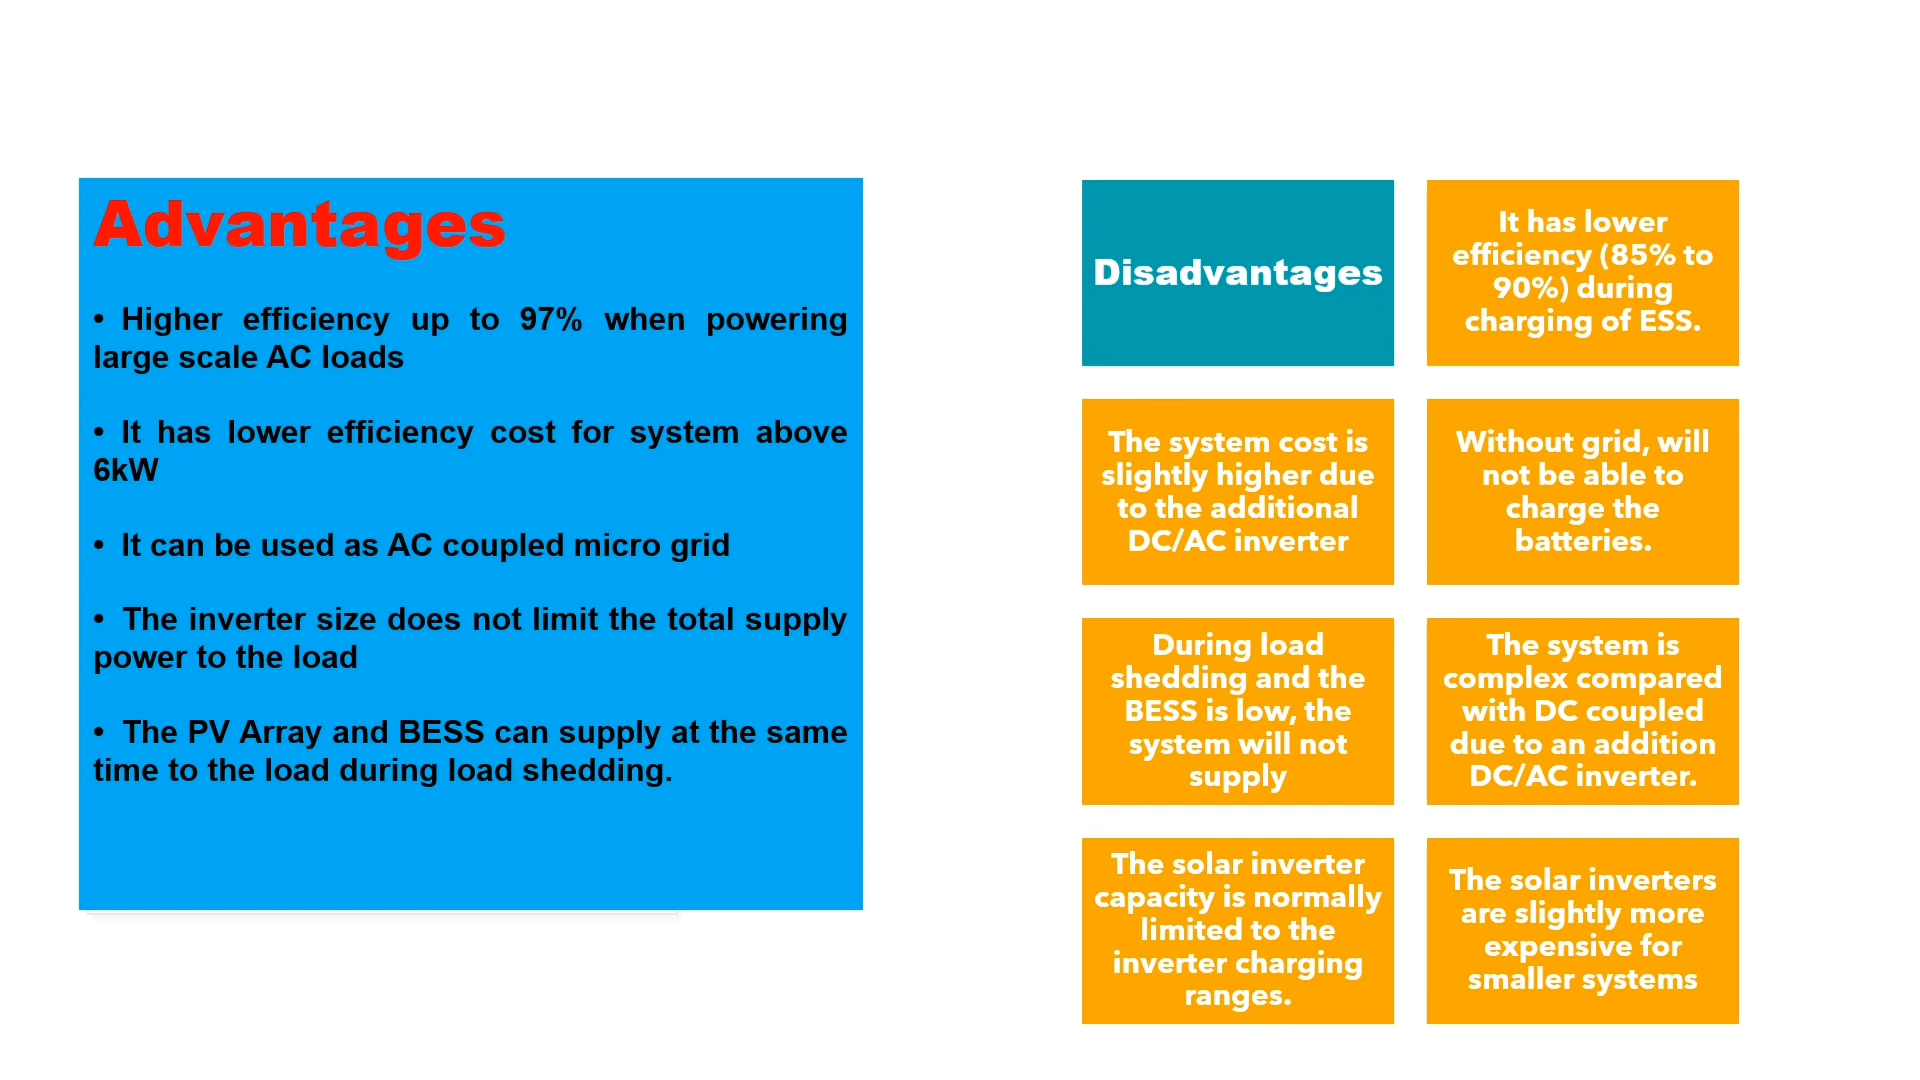 Advantages
• Higher efficiency up to 97% when powering
large scale AC loads
• It has lower efficiency cost for system above
6kW
• It can be used as AC coupled micro grid
• The inverter size does not limit the total supply
power to the load
• The PV Array and BESS can supply at the same
time to the load during load shedding.
Disadvantages
It has lower
efficiency (85% to
90%) during
charging of ESS.
The system cost is
slightly higher due
to the additional
DC/AC inverter
Without grid, will
not be able to
charge the
batteries.
During load
shedding and the
BESS is low, the
system will not
supply
The system is
complex compared
with DC coupled
due to an addition
DC/AC inverter.
The solar inverter
capacity is normally
limited to the
inverter charging
ranges.
The solar inverters
are slightly more
expensive for
smaller systems